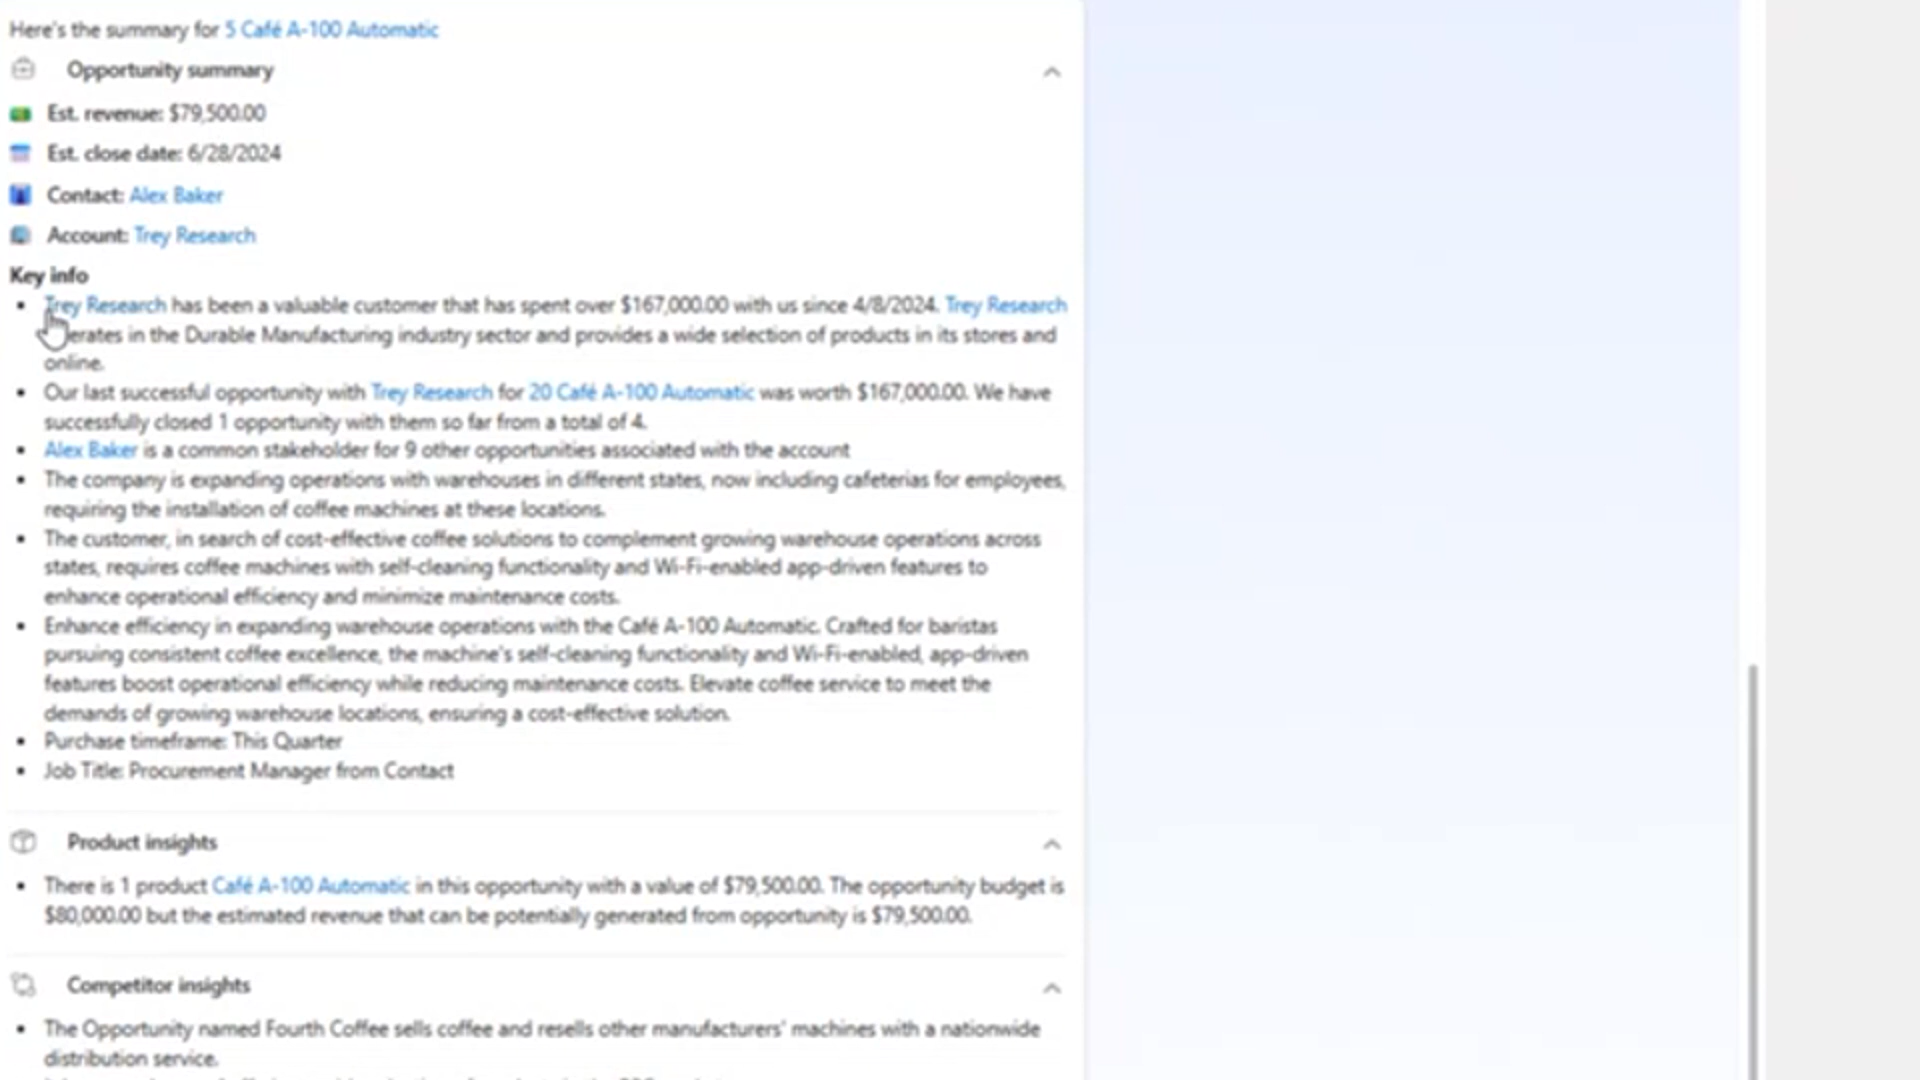 Here's the summary for 5 Café A-100 Automatic
Opportunity summary
Est. revenue: $79,500.00
Est. close date: 6/28/2024
Contact: Alex Baker
Account: Trey Research
Key info
Trey Research has been a valuable customer that has spent over $167,000.00 with us since 4/8/2024. Trey Research
erates in the Durable Manufacturing industry sector and provides a wide selection of products in its stores and
online.
Our last successful opportunity with Trey Research for 20 Café A-100 Automatic was worth $167,000.00. We have
successfully closed 1 opportunity with them so far from a total of 4.
Alex Baker is a common stakeholder for 9 other opportunities associated with the account
The company is expanding operations with warehouses in different states, now including cafeterias for employees,
requiring the installation of coffee machines at these locations.
The customer, in search of cost-effective coffee solutions to complement growing warehouse operations across
states, requires coffee machines with self-cleaning functionality and Wi-Fi-enabled app-driven features to
enhance operational efficiency and minimize maintenance costs.
Enhance efficiency in expanding warehouse operations with the Café A-100 Automatic. Crafted for baristas
pursuing consistent coffee excellence, the machine's self-cleaning functionality and Wi-Fi-enabled, app-driven
features boost operational efficiency while reducing maintenance costs. Elevate coffee service to meet the
demands of growing warehouse locations, ensuring a cost-effective solution.
Purchase timeframe: This Quarter
Job Title: Procurement Manager from Contact
Product insights
There is 1 product Café A-100 Automatic in this opportunity with a value of $79,500.00. The opportunity budget is
$80,000.00 but the estimated revenue that can be potentially generated from opportunity is $79,500.00.
Competitor insights
The Opportunity named Fourth Coffee sells coffee and resells other manufacturers' machines with a nationwide
distribution service.